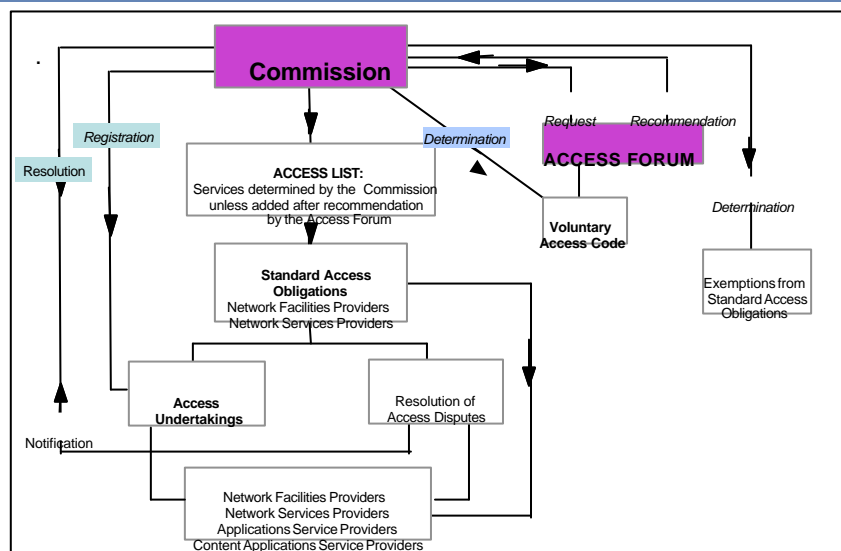 Commission
Registration
Resolution
Determination
Request
Recommendation
ACCESS FORUM
ACCESS LIST:
Services determined by the Commission
unless added after recommendation
by the Access Forum
Voluntary
Access Code
Determination
Standard Access
Obligations
Network Facilities Providers
Network Services Providers
Exemptions from
Standard Access
Obligations
Access
Undertakings
Resolution of
Access Disputes
Notification
Network Facilities Providers
Network Services Providers
Applications Service Providers
Content Applications Service Providers